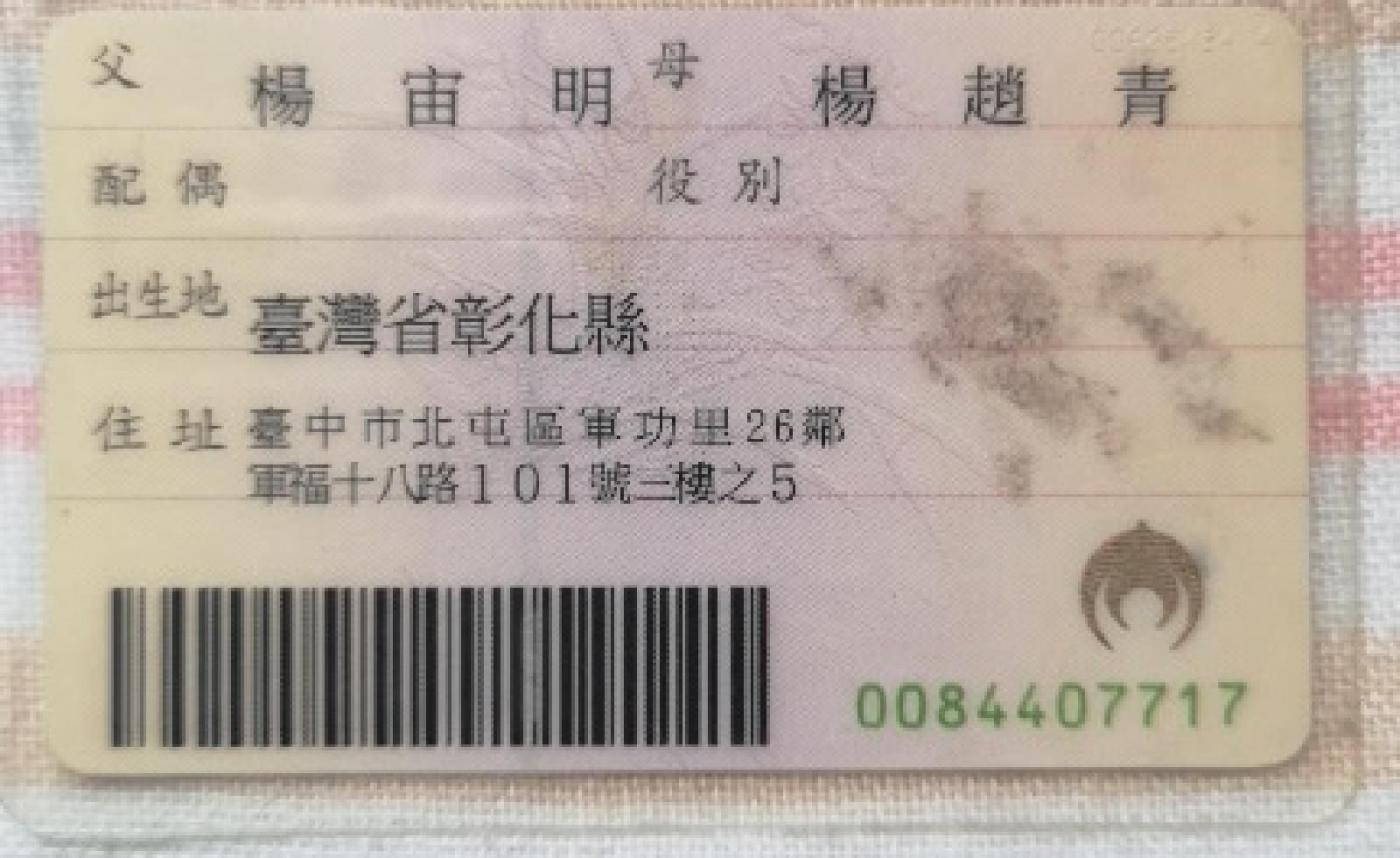 父 楊宙明 母 楊趙青
配偶 役別
出生地 臺灣省彰化縣
住址 臺中市北屯區軍功里26鄰
軍福十八路101號三樓之5
0084407717